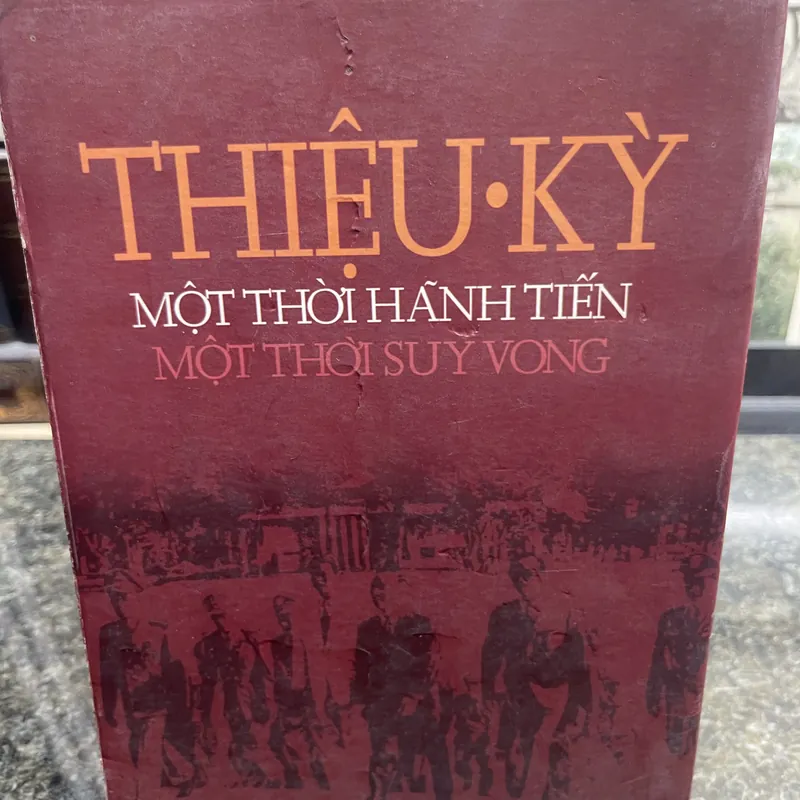 THIỆU•KỲ
MỘT THỜI HÃNH TIẾN
MỘT THỜI SUY VONG